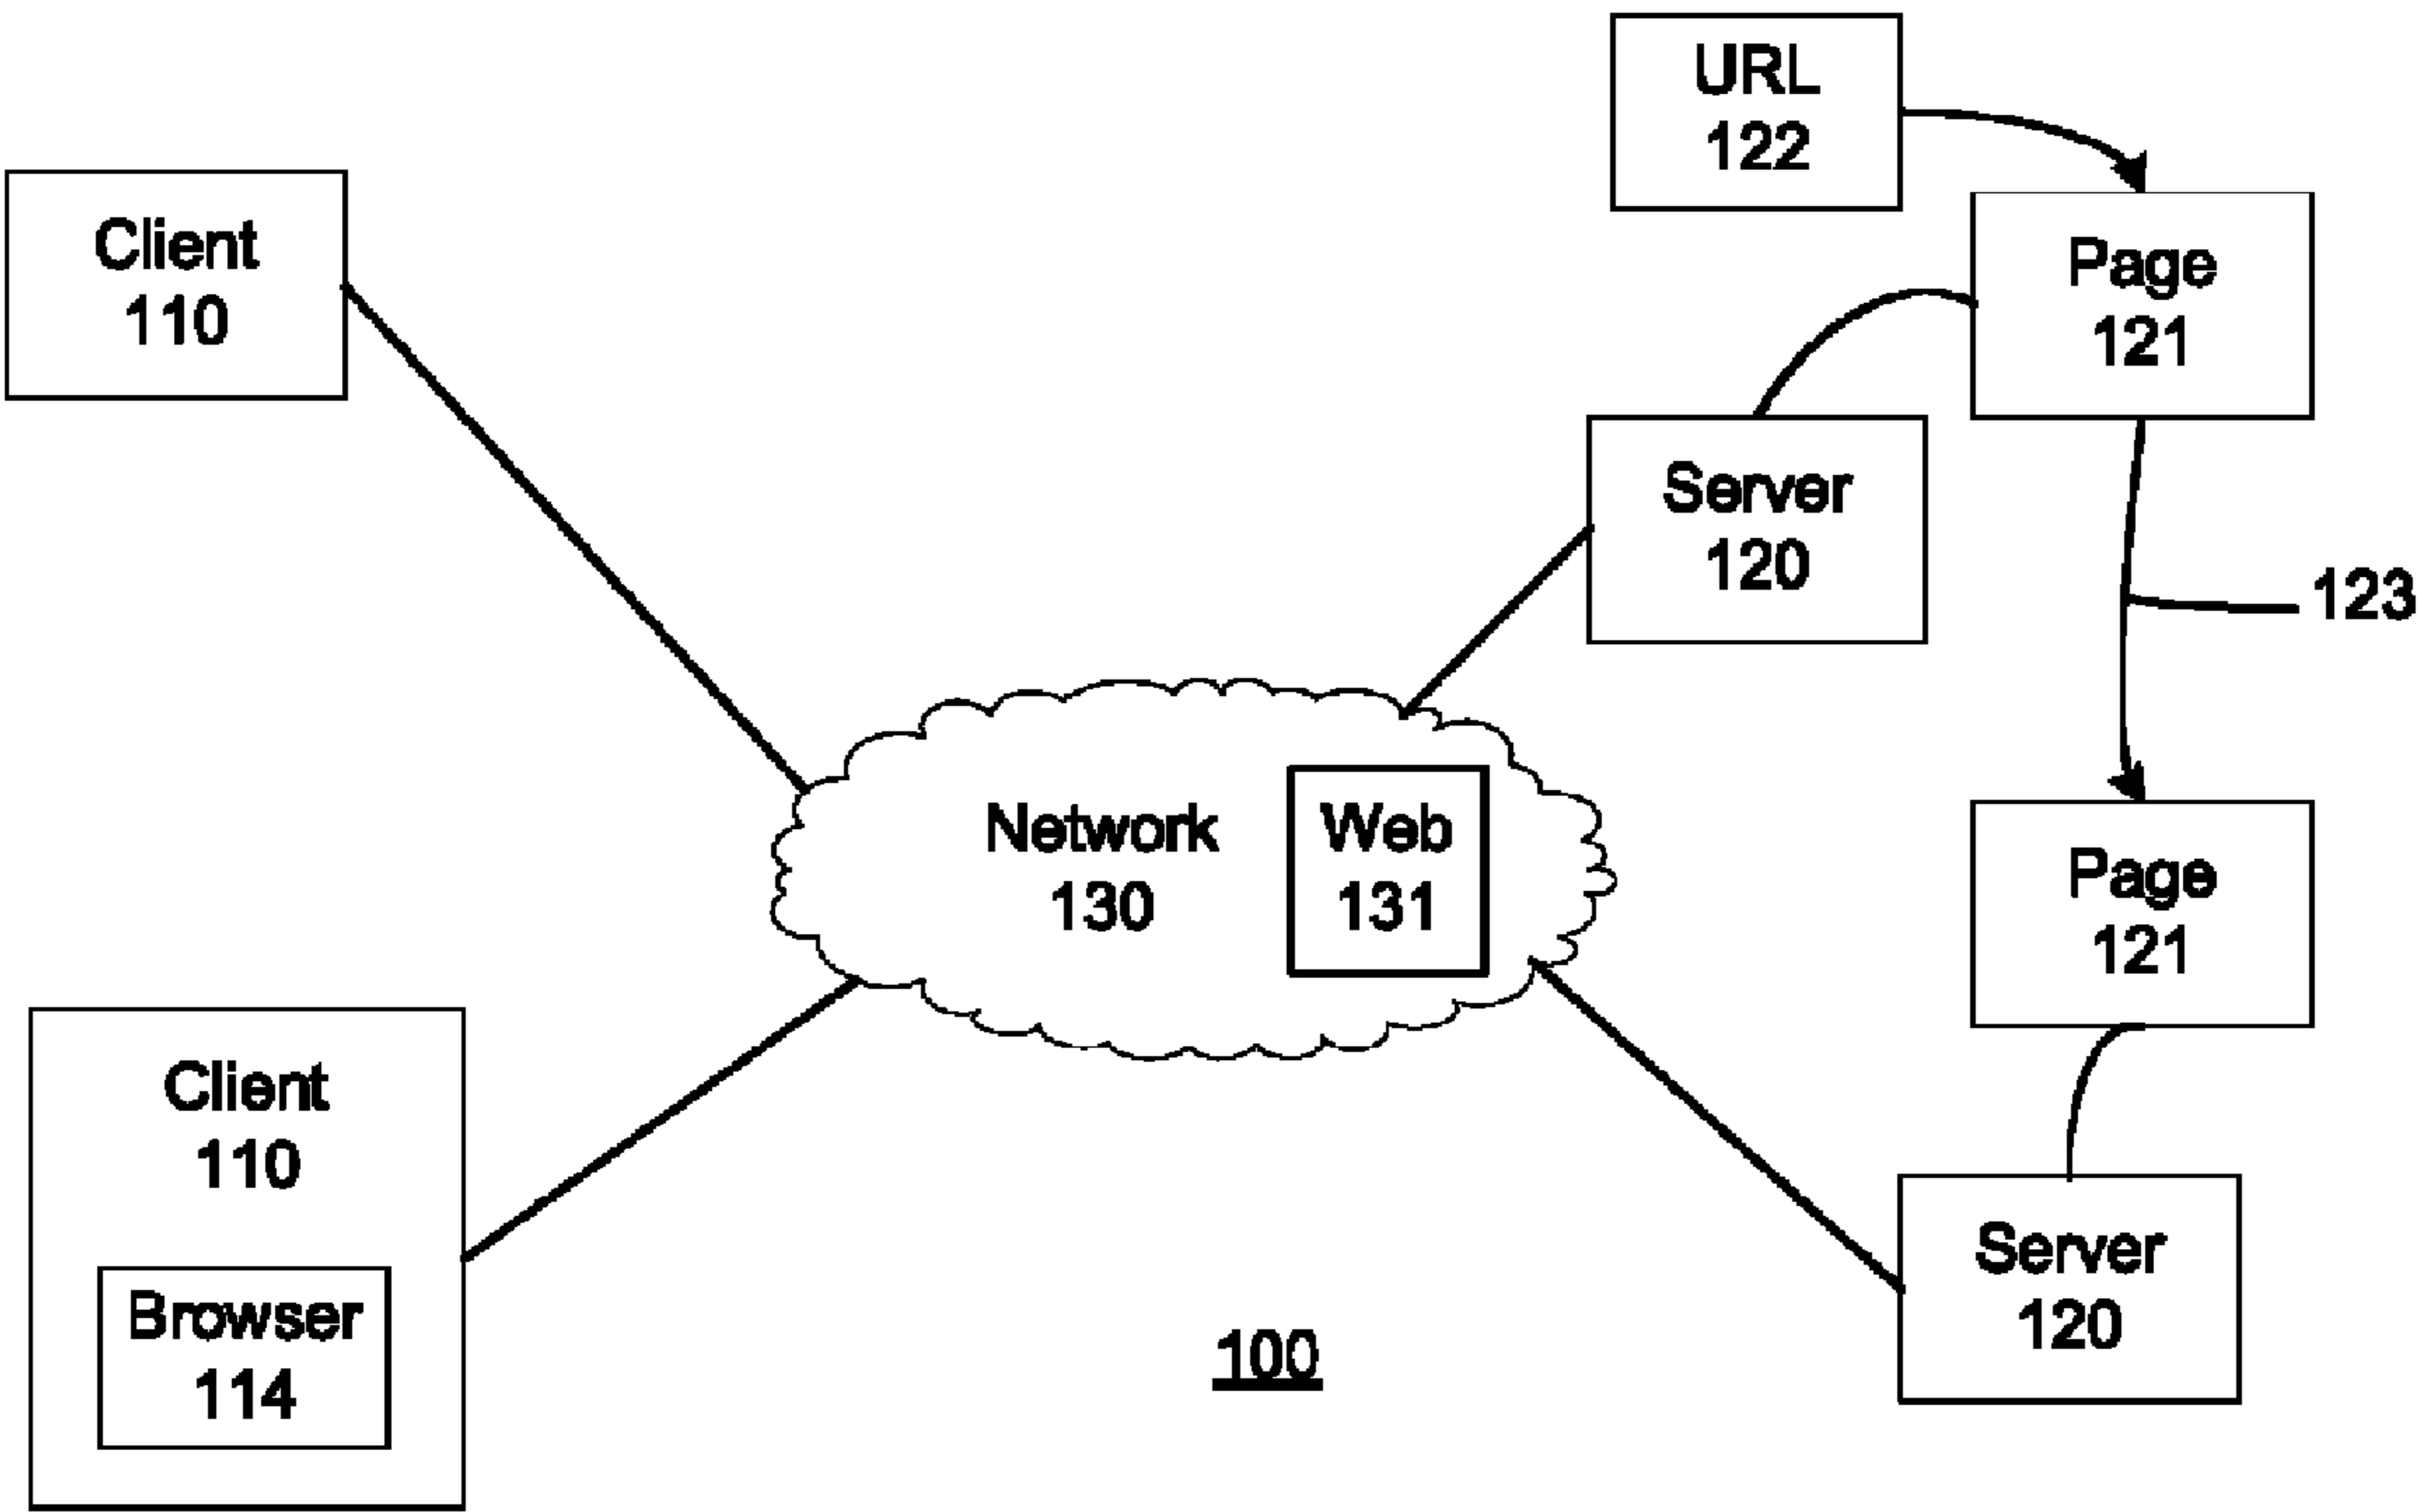 URL
122
Client
110
Page
121
Server
120
123
Network
130
Web
131
Page
121
Client
110
Browser
114
Server
120
100